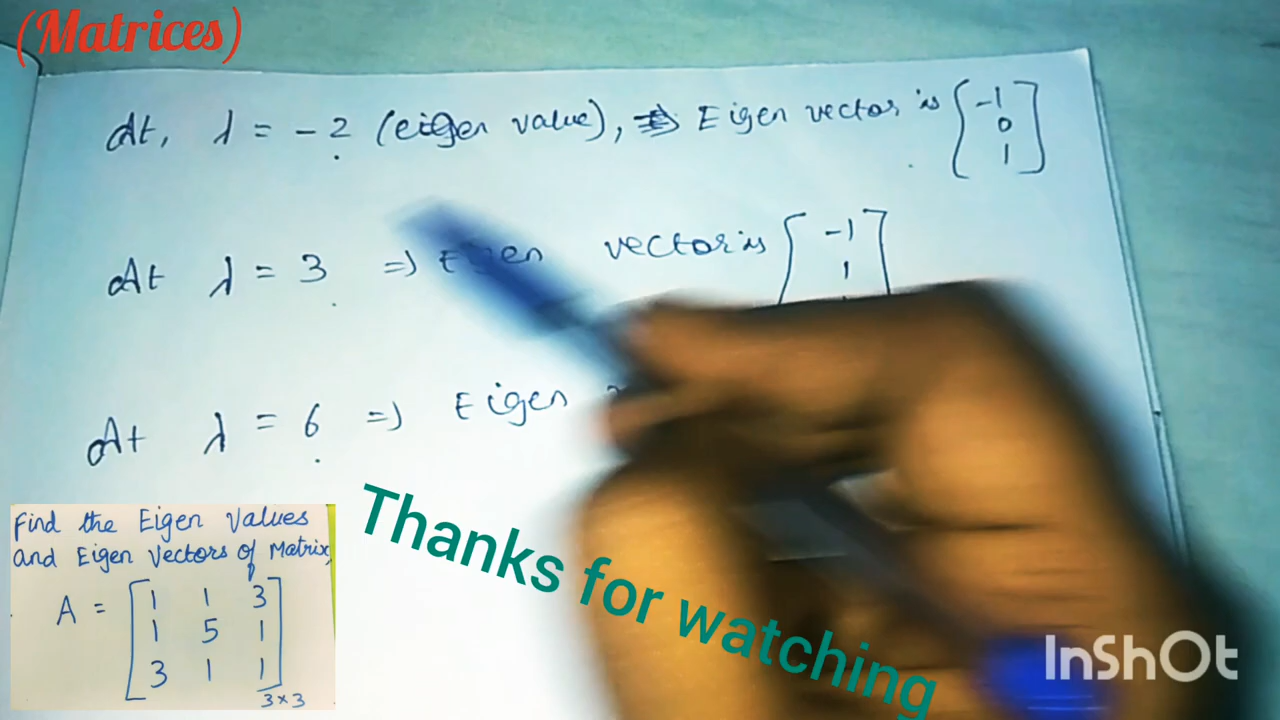 (Matrices)
At, λ = -2 (eigen value), => Eigen vector is [-1 0 1]
At λ = 3 => Eigen vector is [-1 1
At λ = 6 => Eigen
Find the Eigen Values
and Eigen Vectors of Matrix,
A = [1 1 3
1 5 1
3 1 1]
3×3
Thanks for watching
InShOt